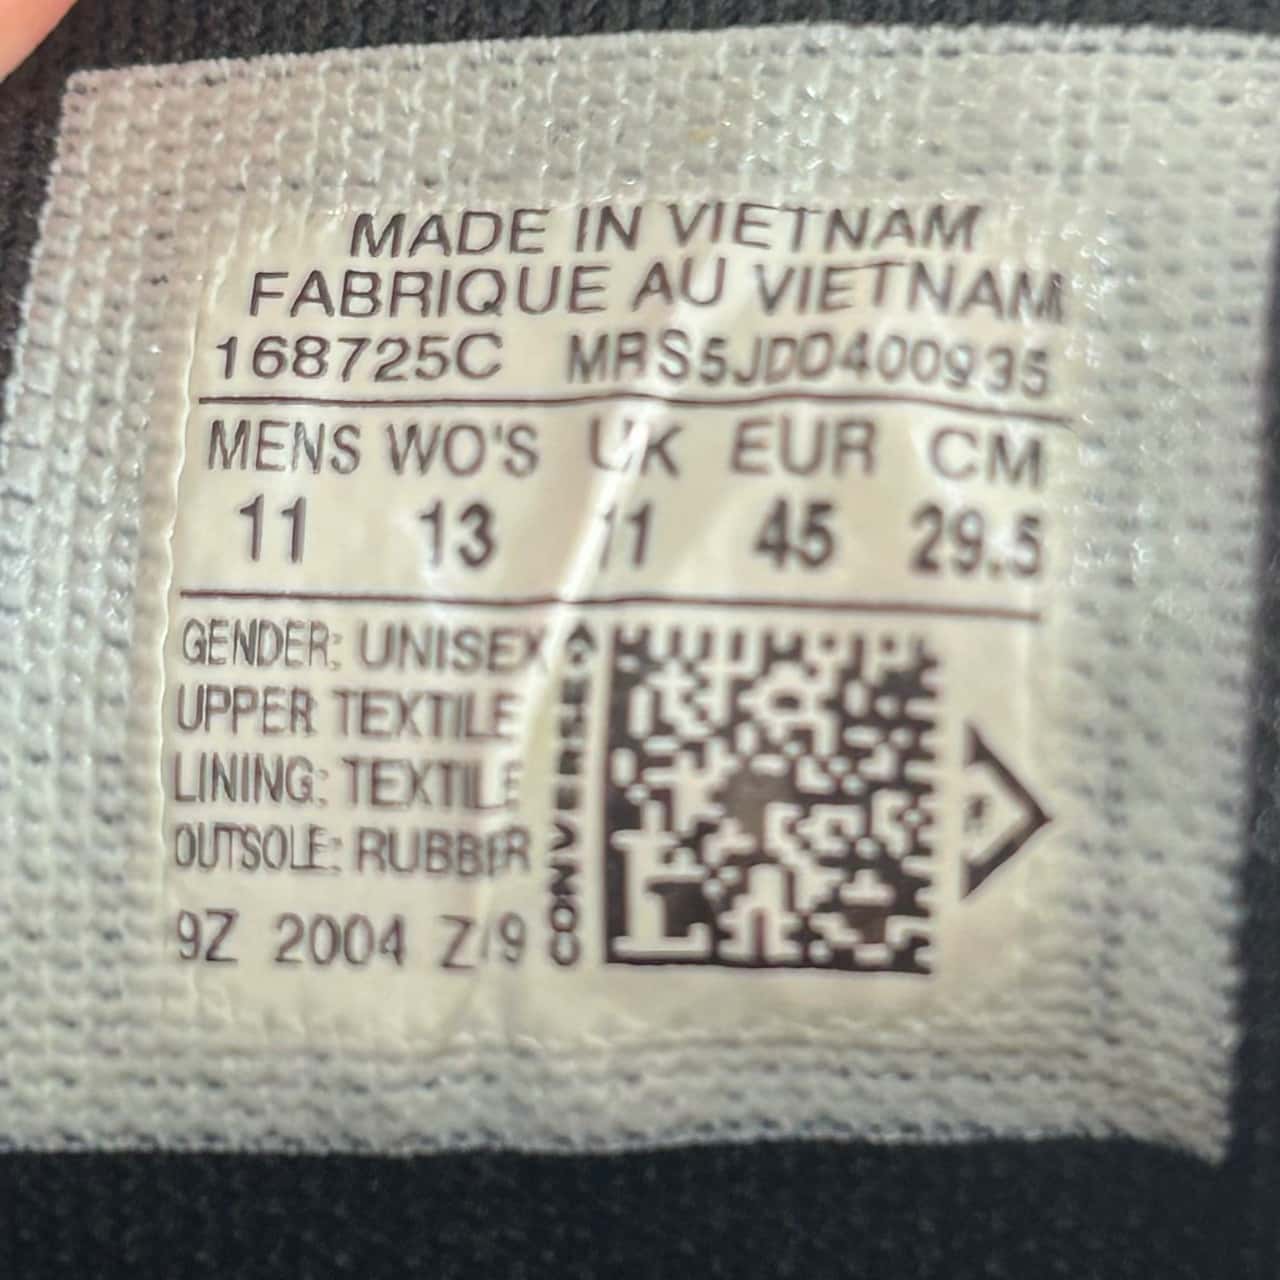 MADE IN VIETNAM
FABRIQUE AU VIETNAM
168725C MRS5JDD400935
MENS WO'S UK EUR CM
11 13 11 45 29.5
GENDER: UNISEX
UPPER TEXTILE
LINING: TEXTILE
OUTSOLE: RUBBER
9Z 2004 Z/9
CONVERSE